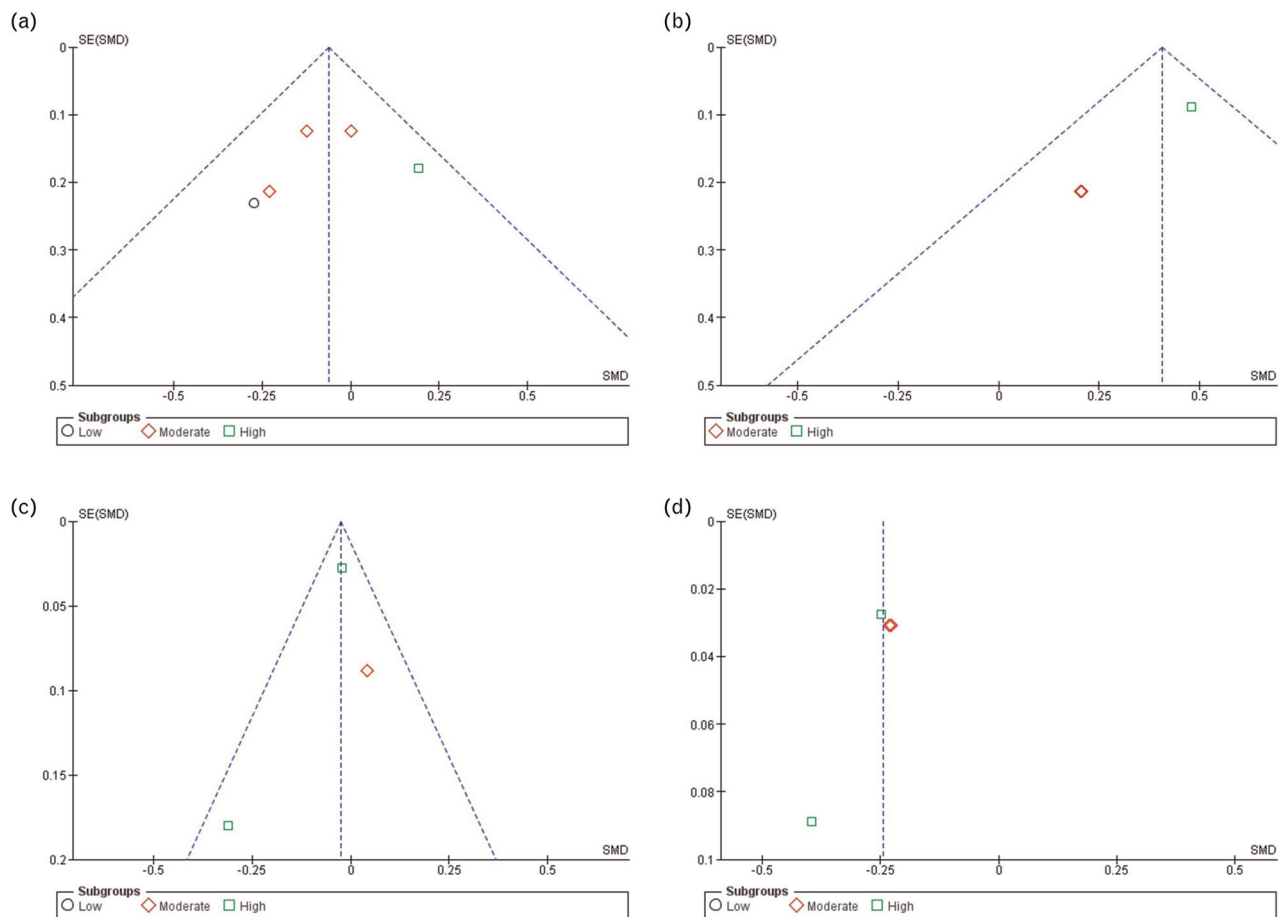 (a)
SE(SMD)
0
0.1
0.2
0.3
0.4
0.5
-0.5
-0.25
0
0.25
0.5
SMD
Subgroups
Low
Moderate
High
(b)
SE(SMD)
0
0.1
0.2
0.3
0.4
0.5
-0.5
-0.25
0
0.25
0.5
SMD
Subgroups
Moderate
High
(c)
SE(SMD)
0
0.05
0.1
0.15
0.2
-0.5
-0.25
0
0.25
0.5
SMD
Subgroups
Low
Moderate
High
(d)
SE(SMD)
0
0.02
0.04
0.06
0.08
0.1
-0.5
-0.25
0
0.25
0.5
SMD
Subgroups
Low
Moderate
High